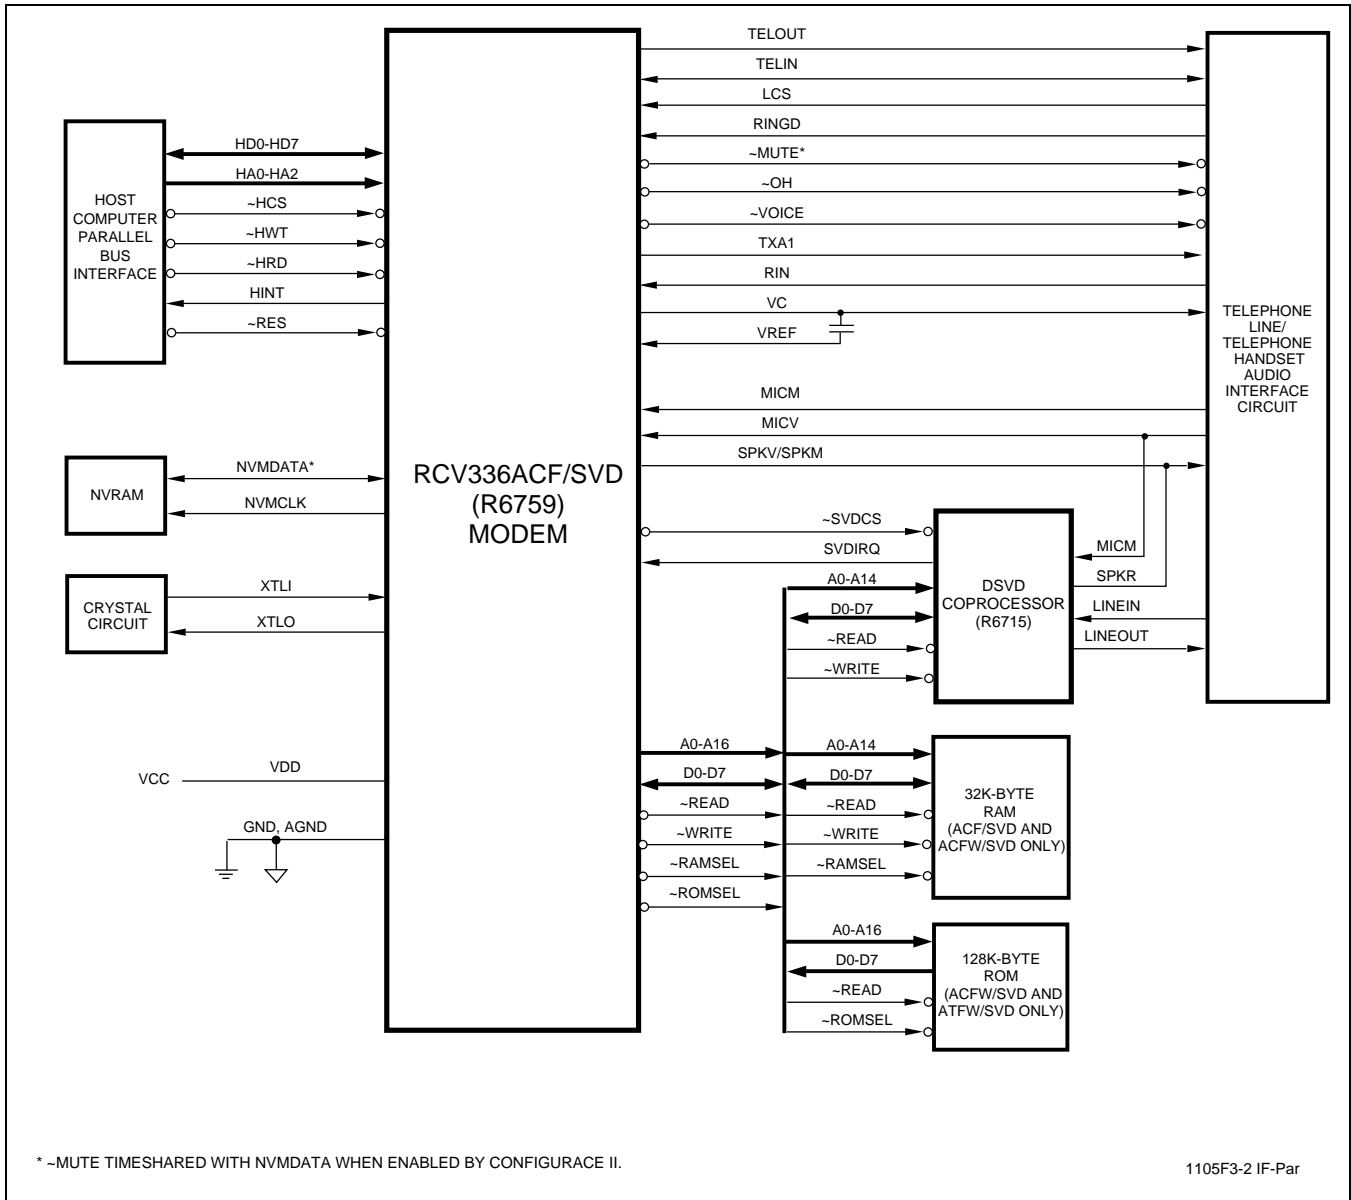 TELOUT
TELIN
LCS
RINGD
~MUTE*
~OH
~VOICE
TXA1
RIN
VC
VREF
MICM
MICV
SPKV/SPKM
HOST
COMPUTER
PARALLEL
BUS
INTERFACE
HD0-HD7
HA0-HA2
~HCS
~HWT
~HRD
HINT
~RES
NVRAM
NVMDATA*
NVMCLK
CRYSTAL
CIRCUIT
XTLI
XTLO
VCC
VDD
GND, AGND
RCV336ACF/SVD
(R6759)
MODEM
TELEPHONE
LINE/
TELEPHONE
HANDSET
AUDIO
INTERFACE
CIRCUIT
~SVDCS
SVDIRQ
A0-A14
D0-D7
~READ
~WRITE
DSVD
COPROCESSOR
(R6715)
MICM
SPKR
LINEIN
LINEOUT
A0-A16
D0-D7
~READ
~WRITE
~RAMSEL
~ROMSEL
A0-A14
D0-D7
~READ
~WRITE
~RAMSEL
32K-BYTE
RAM
(ACF/SVD AND
ACFW/SVD ONLY)
A0-A16
D0-D7
~READ
~ROMSEL
128K-BYTE
ROM
(ACFW/SVD AND
ATFW/SVD ONLY)
* ~MUTE TIMESHARED WITH NVMDATA WHEN ENABLED BY CONFIGURACE II.
1105F3-2 IF-Par